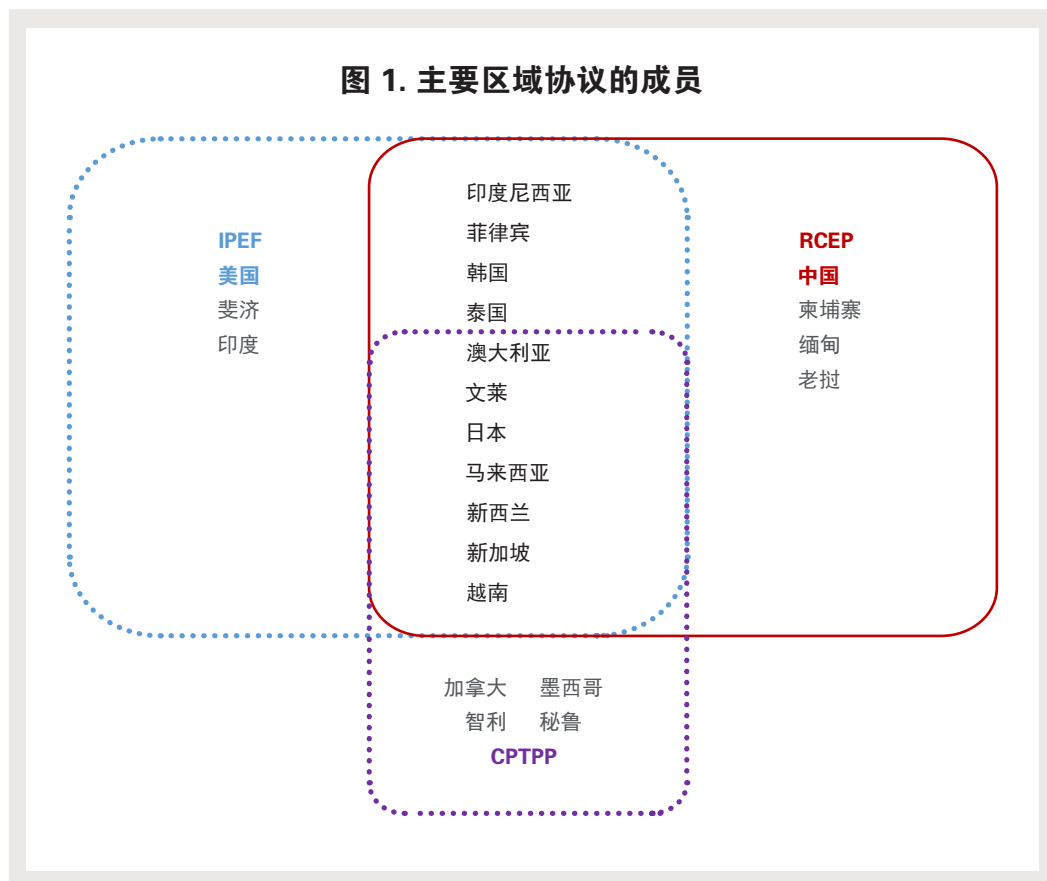 图 1. 主要区域协议的成员
IPEF
美国
斐济
印度
印度尼西亚
菲律宾
韩国
泰国
澳大利亚
文莱
日本
马来西亚
新西兰
新加坡
越南
RCEP
中国
柬埔寨
缅甸
老挝
加拿大 墨西哥
智利 秘鲁
CPTPP